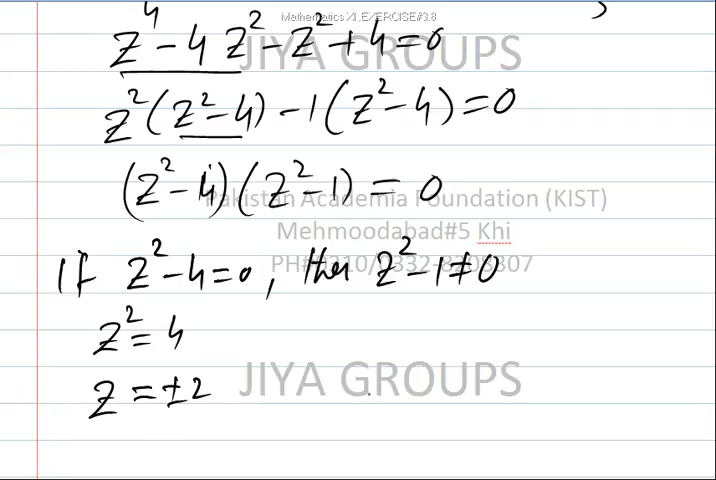 Mathematics XI, EXERCISE#3.8
z⁴ - 4z² - z² + 4 = 0
JIYA GROUPS
z²(z² - 4) - 1(z² - 4) = 0
(z² - 4)(z² - 1) = 0
Pakistan Academia Foundation (KIST)
Mehmoodabad#5 Khi
If z² - 4 = 0, then z² - 1 ≠ 0
z² = 4
z = ±2
JIYA GROUPS